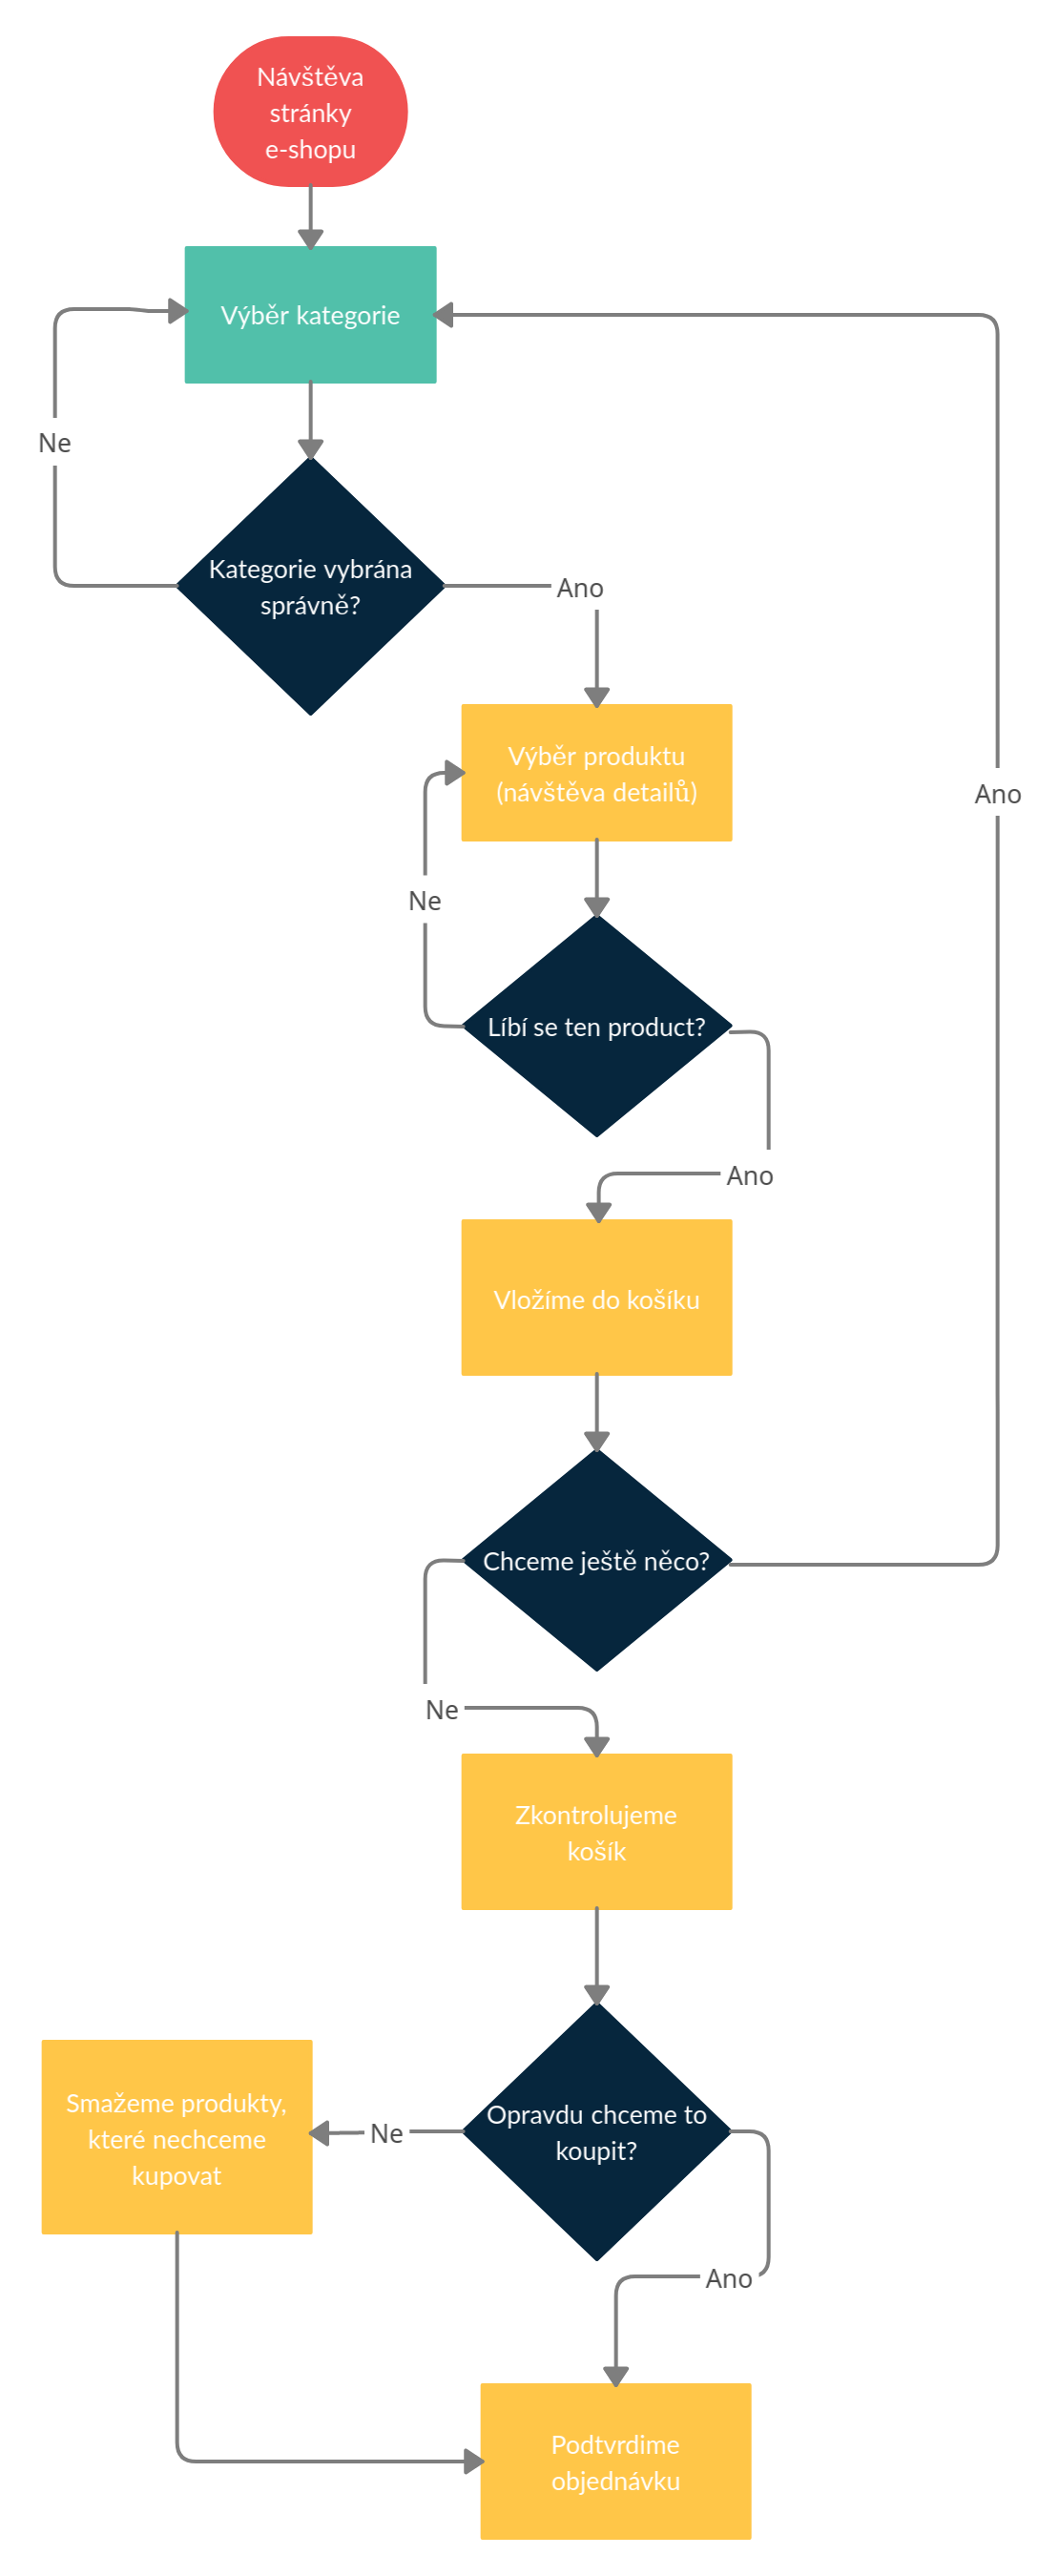 Návštěva
stránky
e-shopu
Výběr kategorie
Ne
Kategorie vybrána
správně?
Ano
Výběr produktu
(návštěva detailů)
Ano
Ne
Líbí se ten product?
Ano
Vložíme do košíku
Chceme ještě něco?
Ne
Zkontrolujeme
košík
Opravdu chceme to
koupit?
Ne
Smažeme produkty,
které nechceme
kupovat
Ano
Podtvrdime
objednávku